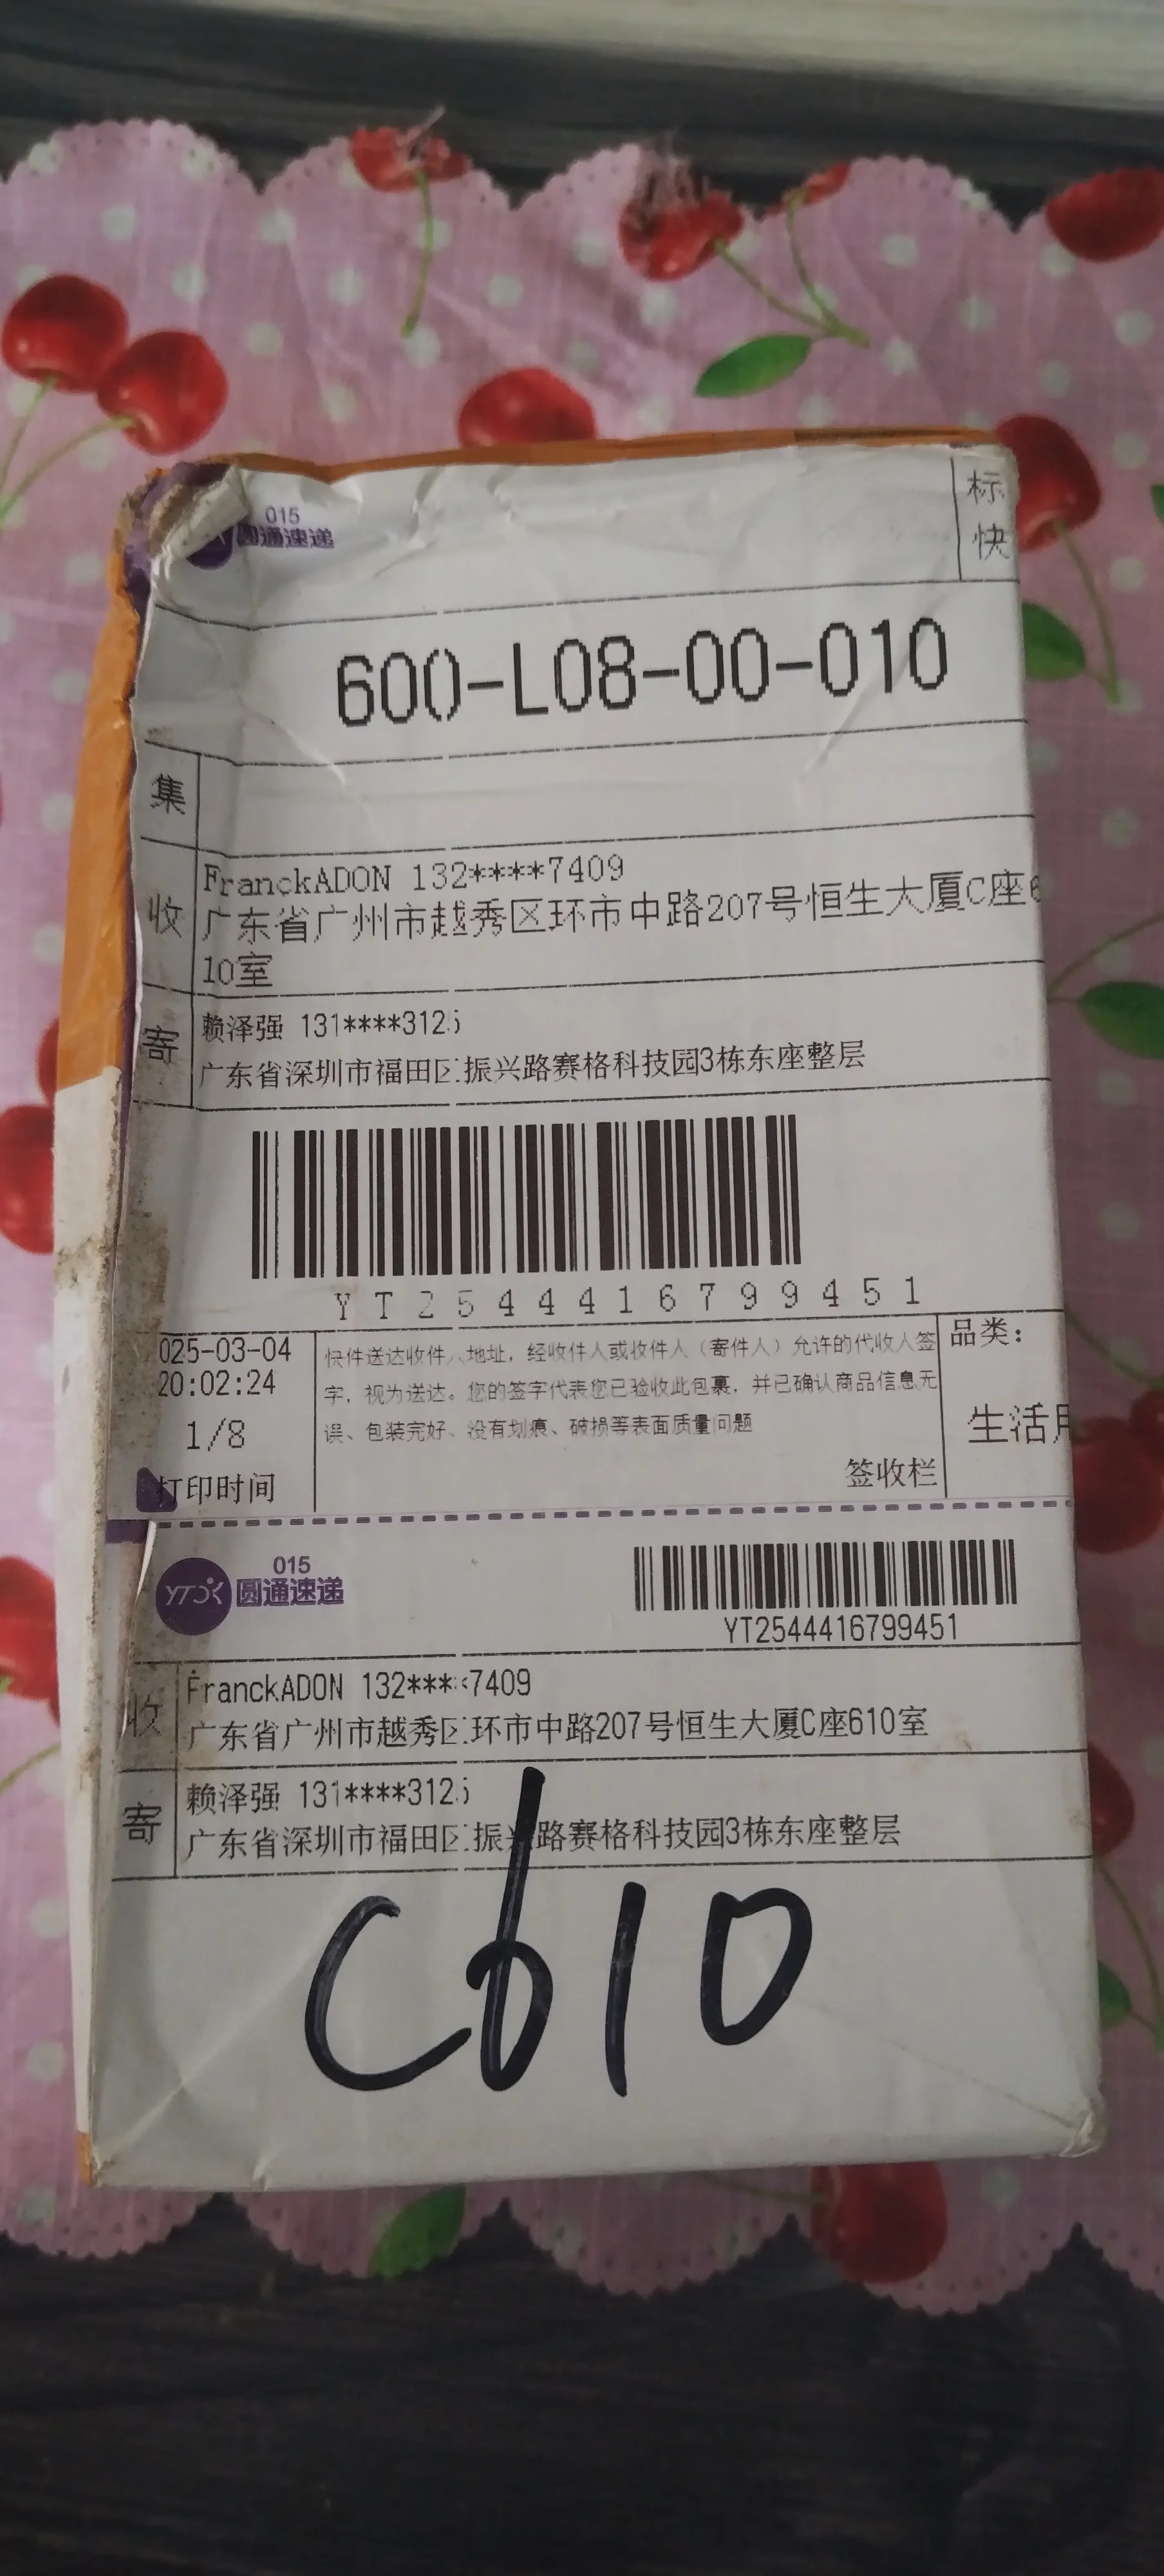 015
圆通速递
标
快
600-L08-00-010
集
收
FranckADON 132****7409
广东省广州市越秀区环市中路207号恒生大厦C座6
10室
寄
赖泽强 131****3125
广东省深圳市福田区振兴路赛格科技园3栋东座整层
YT2544416799451
025-03-04
20:02:24
1/8
打印时间
快件送达收件人地址，经收件人或收件人（寄件人）允许的代收人签
字，视为送达。您的签字代表您已验收此包裹，并已确认商品信息无
误、包装完好、没有划痕、破损等表面质量问题
签收栏
品类：
生活用
YTO
015
圆通速递
YT2544416799451
收
FranckADON 132****7409
广东省广州市越秀区环市中路207号恒生大厦C座610室
寄
赖泽强 131****3125
广东省深圳市福田区振兴路赛格科技园3栋东座整层
C610